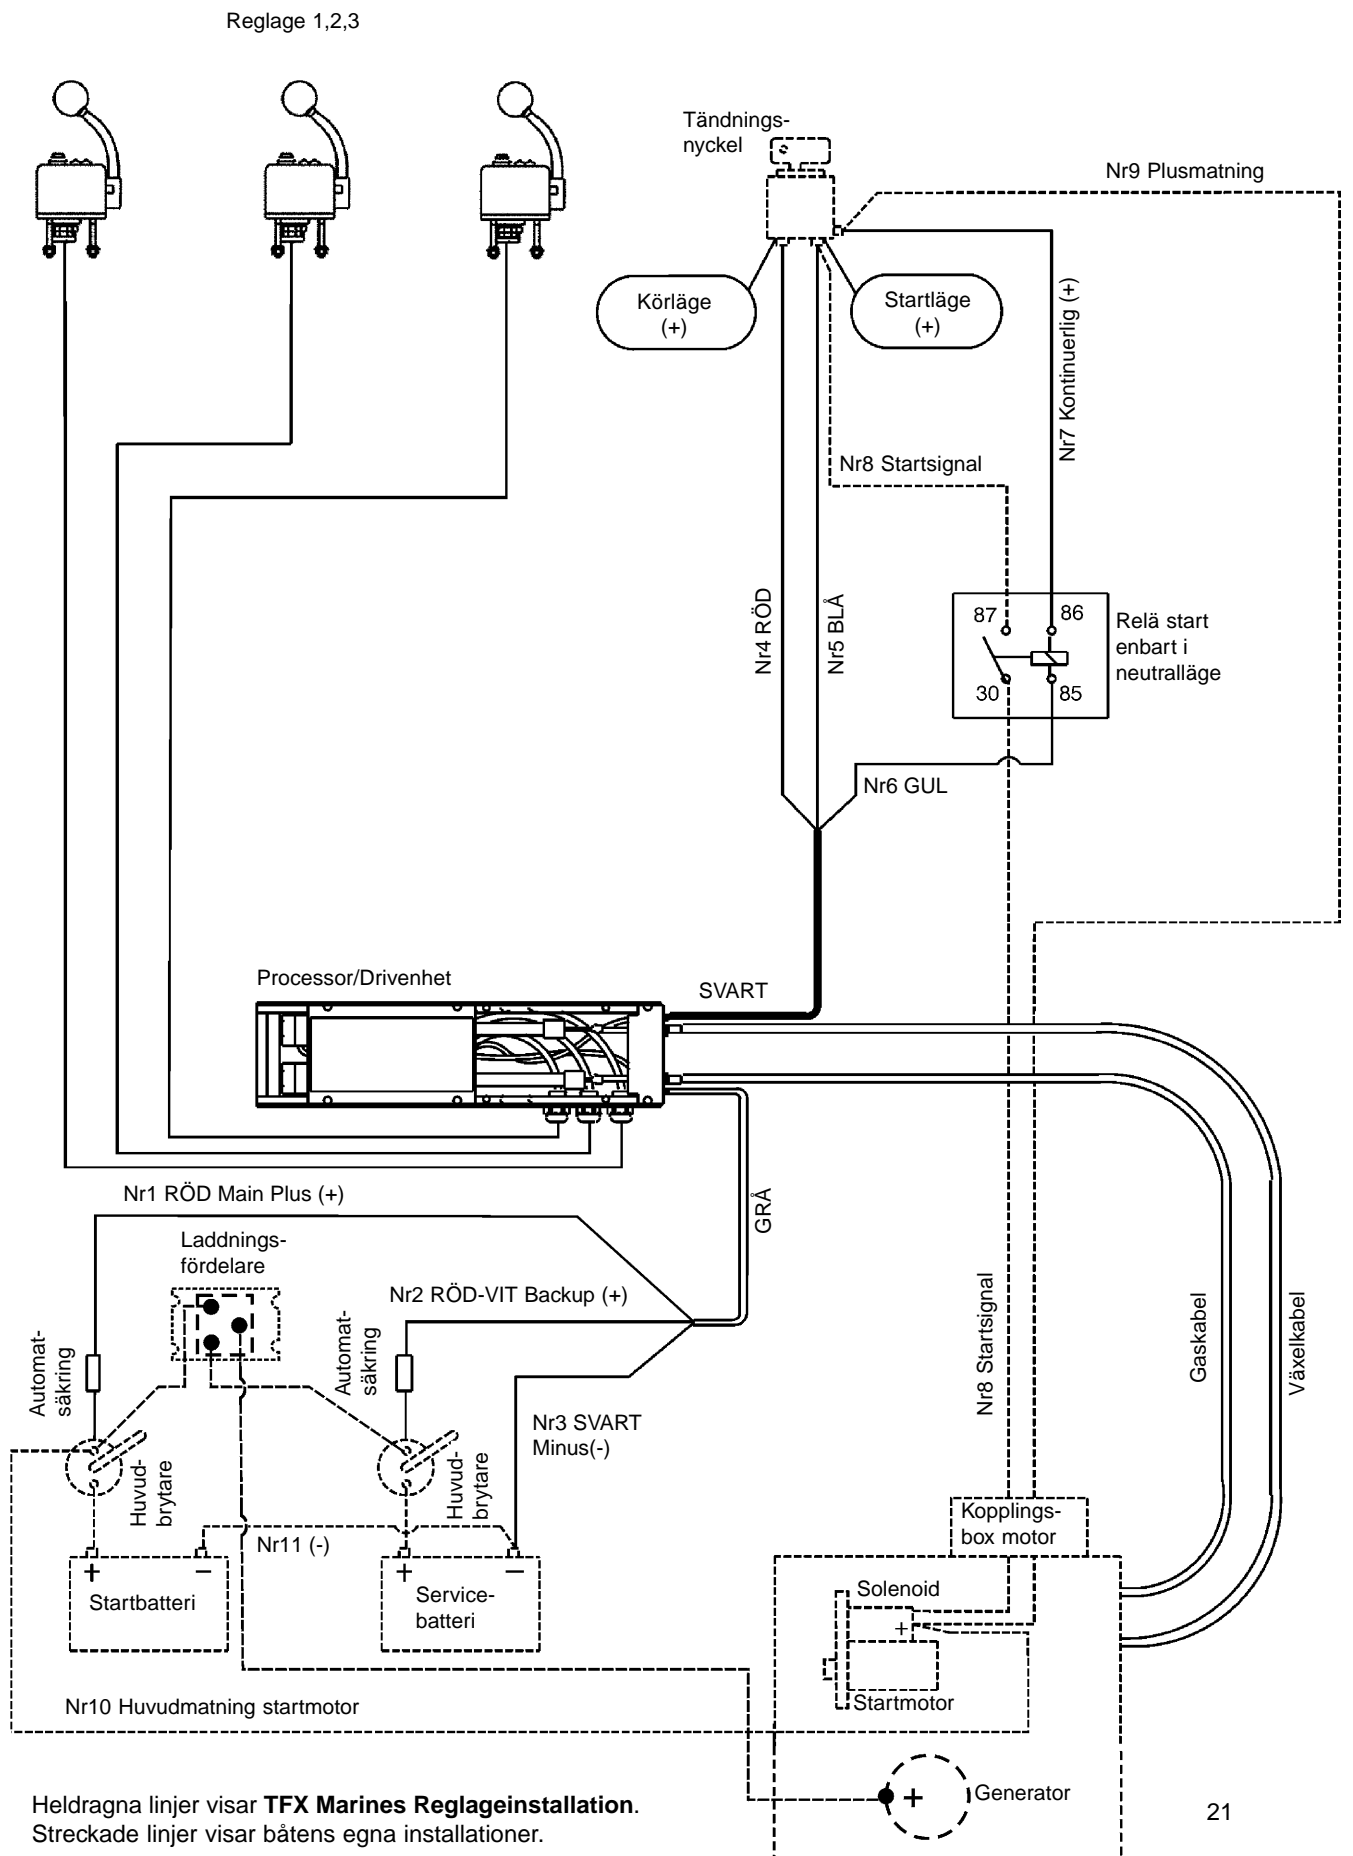 Reglage 1,2,3
Tändnings-
nyckel
Nr9 Plusmatning
Körläge
(+)
Startläge
(+)
Nr7 Kontinuerlig (+)
Nr8 Startsignal
Nr4 RÖD
Nr5 BLÅ
87
86
30
85
Relä start
enbart i
neutralläge
Nr6 GUL
Processor/Drivenhet
SVART
Nr1 RÖD Main Plus (+)
GRÅ
Laddnings-
fördelare
Nr2 RÖD-VIT Backup (+)
Automat-
säkring
Automat-
säkring
Nr3 SVART
Minus(-)
Nr8 Startsignal
Gaskabel
Växelkabel
Huvud-
brytare
Huvud-
brytare
Nr11 (-)
Kopplings-
box motor
+ −
Startbatteri
+ −
Service-
batteri
Solenoid
+
Startmotor
Nr10 Huvudmatning startmotor
+
Generator
Heldragna linjer visar TFX Marines Reglageinstallation.
Streckade linjer visar båtens egna installationer.
21